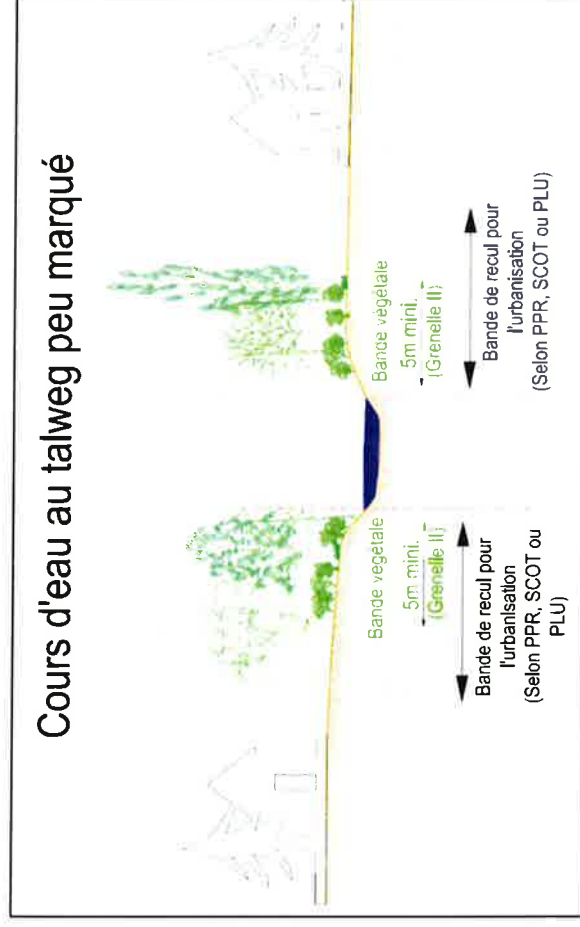 Cours d'eau au talweg peu marqué
Bande végétale
5m mini.
(Grenelle II)
Bande de recul pour
l'urbanisation
(Selon PPR, SCOT ou
PLU)
Bande végétale
5m mini.
(Grenelle II)
Bande de recul pour
l'urbanisation
(Selon PPR, SCOT ou PLU)